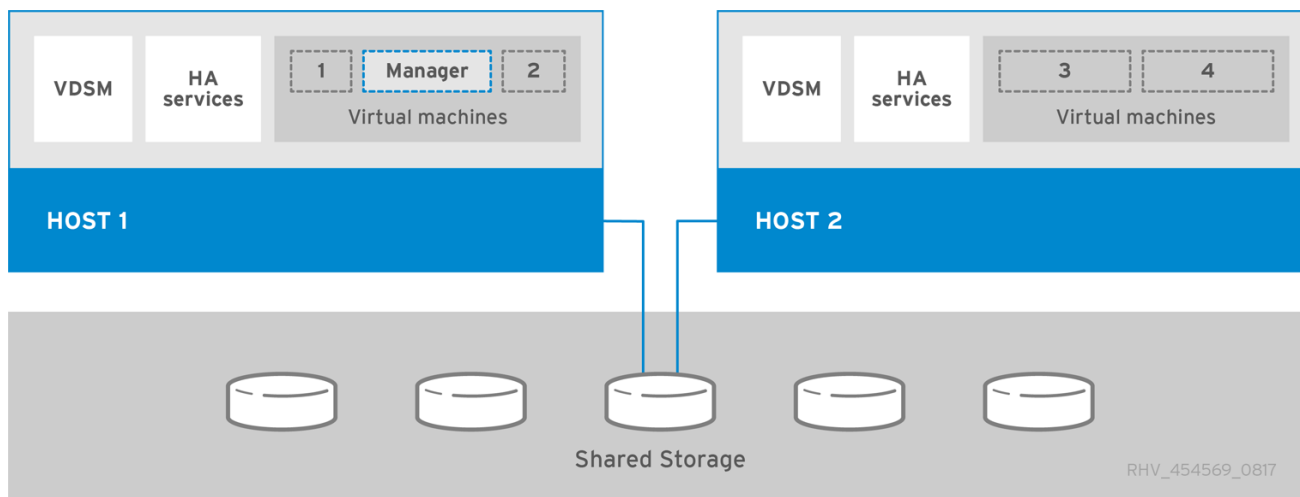 VDSM
HA
services
1
Manager
2
Virtual machines
HOST 1
VDSM
HA
services
3
4
Virtual machines
HOST 2
Shared Storage
RHV_454569_0817